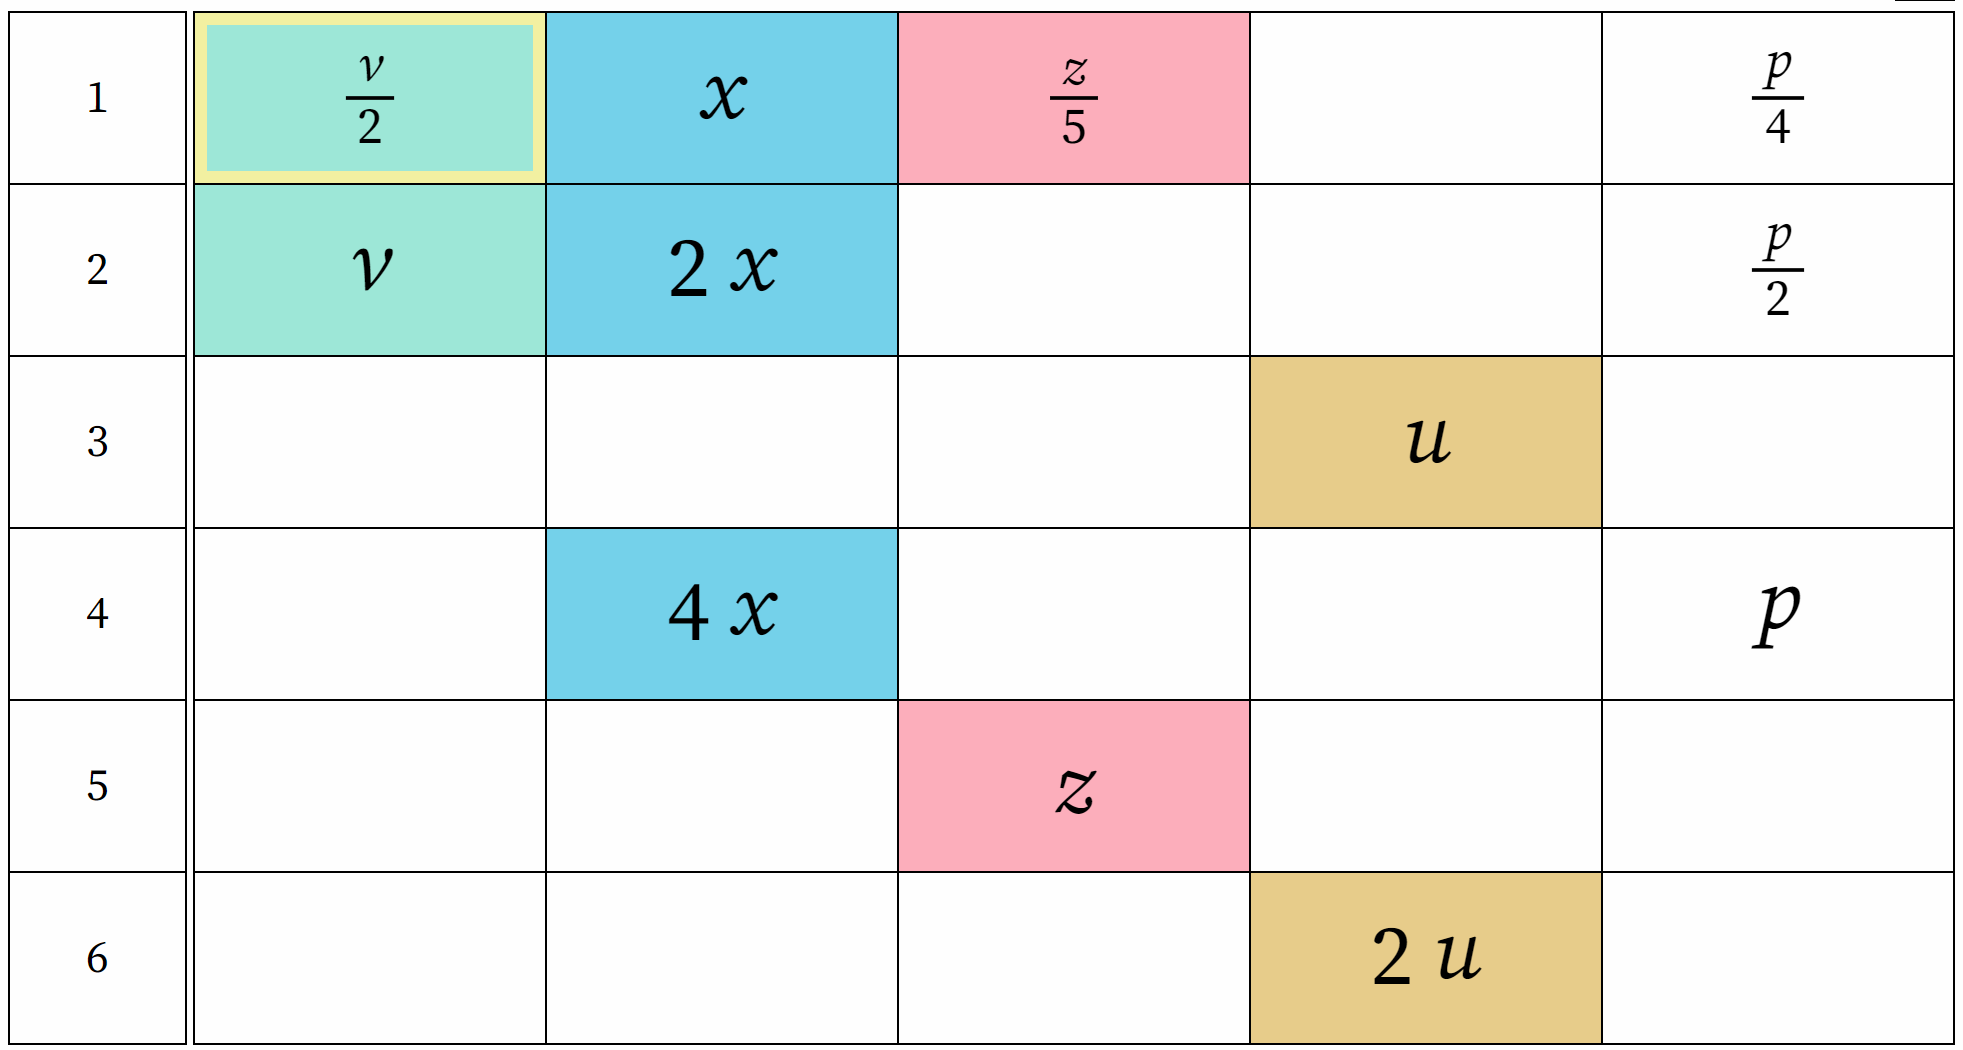 1 ν/2 x z/5 p/4
2 ν 2 x p/2
3 u
4 4 x p
5 z
6 2 u